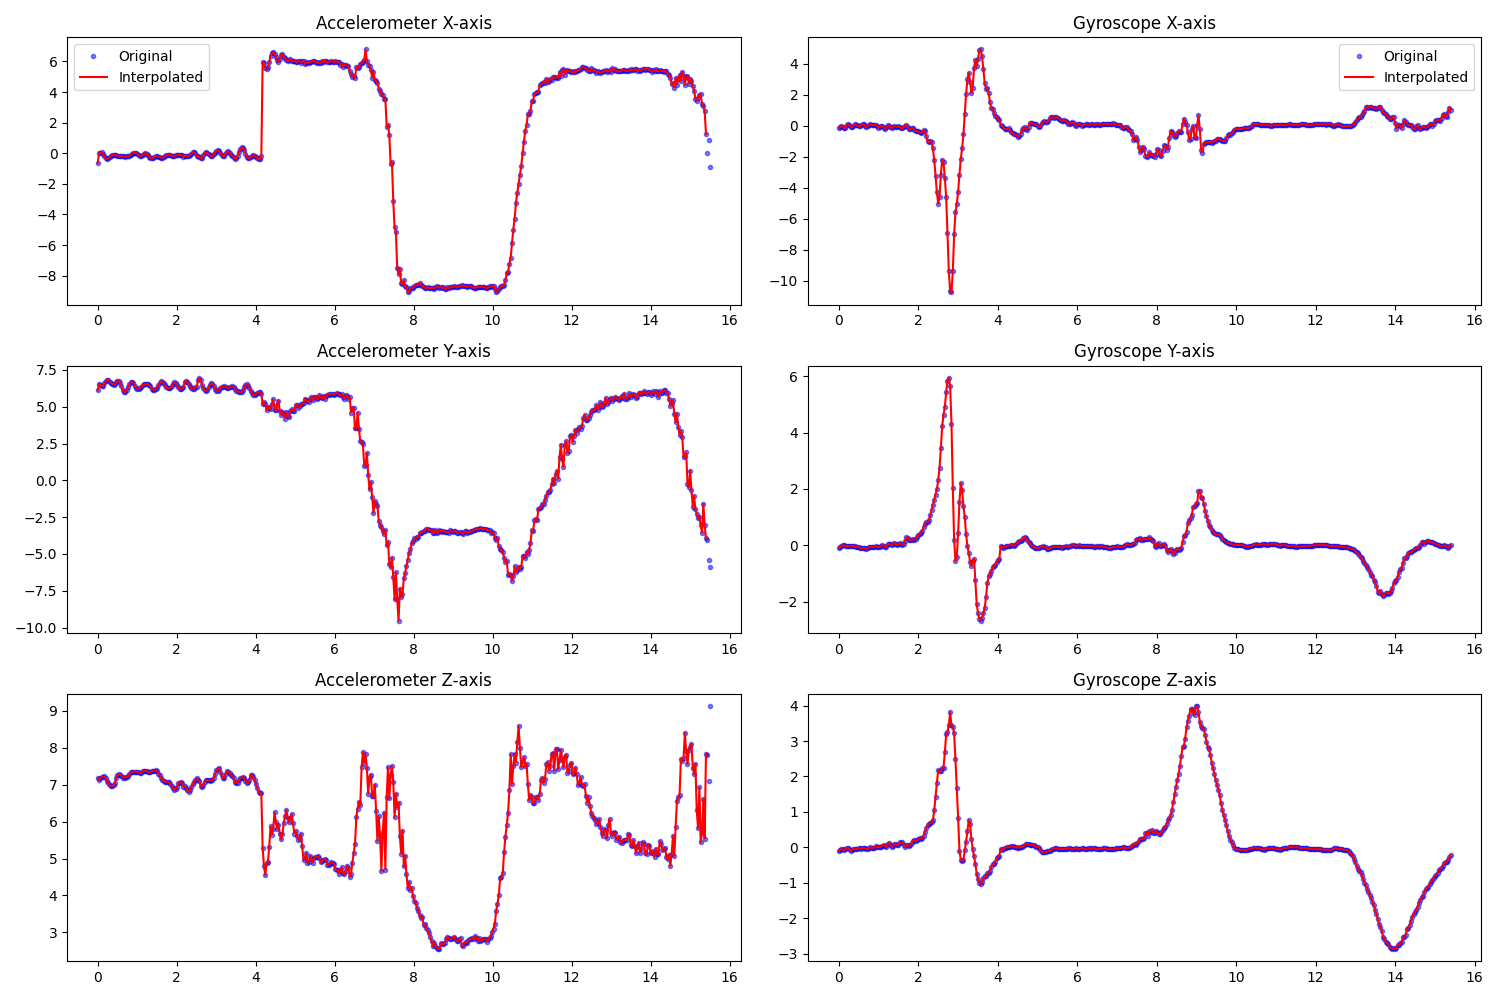 Accelerometer X-axis
Original
Interpolated
6
4
2
0
−2
−4
−6
−8
0 2 4 6 8 10 12 14 16
Gyroscope X-axis
Original
Interpolated
4
2
0
−2
−4
−6
−8
−10
0 2 4 6 8 10 12 14 16
Accelerometer Y-axis
7.5
5.0
2.5
0.0
−2.5
−5.0
−7.5
−10.0
0 2 4 6 8 10 12 14 16
Gyroscope Y-axis
6
4
2
0
−2
0 2 4 6 8 10 12 14 16
Accelerometer Z-axis
9
8
7
6
5
4
3
0 2 4 6 8 10 12 14 16
Gyroscope Z-axis
4
3
2
1
0
−1
−2
−3
0 2 4 6 8 10 12 14 16